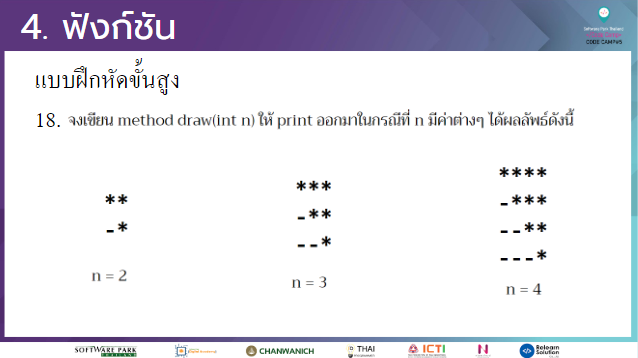 4. ฟังก์ชัน
Software Park Thailand
CODE CAMPUS
แบบฝึกหัดขั้นสูง
18. จงเขียน method draw(int n) ให้ print ออกมาในกรณีที่ n มีค่าต่างๆ ได้ผลลัพธ์ดังนี้
**
-*
n = 2
***
-**
--*
n = 3
****
-***
--**
---*
n = 4
SOFTWARE PARK
THAILAND
CHANWANICH
THAI
ICTI
N
Relearn
Solution